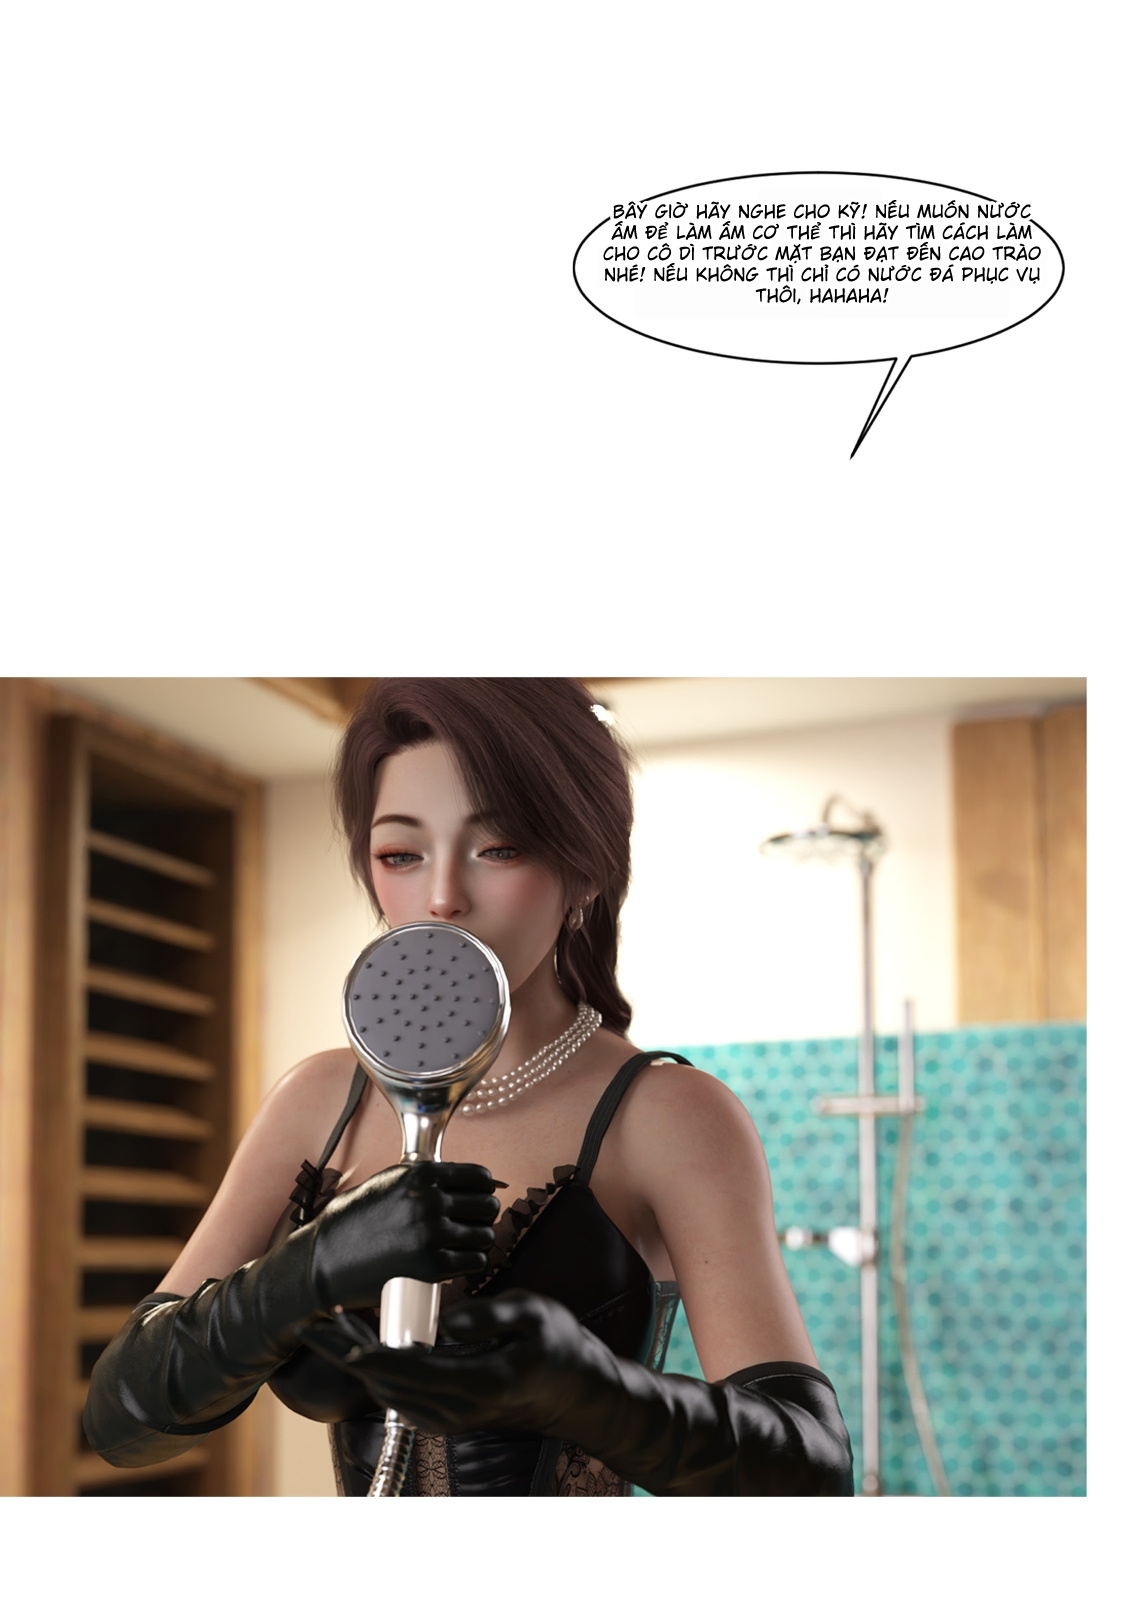 BÂY GIỜ HÃY NGHE CHO KỸ! NẾU MUỐN NƯỚC
ẤM ĐỂ LÀM ẤM CƠ THỂ THÌ HÃY TÌM CÁCH LÀM
CHO CÔ DÌ TRƯỚC MẶT BẠN ĐẠT ĐẾN CAO TRÀO
NHÉ! NẾU KHÔNG THÌ CHỈ CÓ NƯỚC ĐÁ PHỤC VỤ
THÔI, HAHAHA!